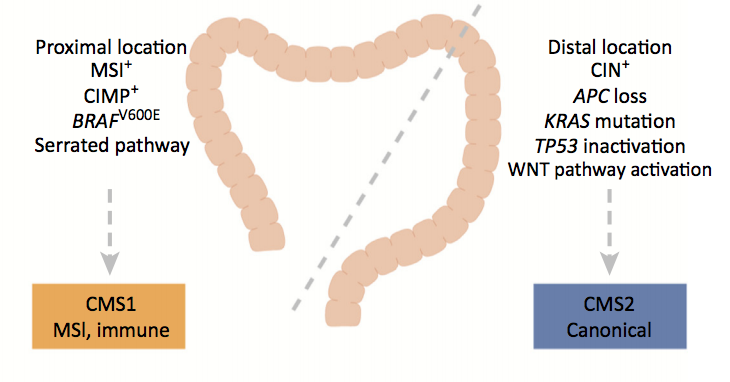 Proximal location
MSI+
CIMP+
BRAFV600E
Serrated pathway
CMS1
MSI, immune
Distal location
CIN+
APC loss
KRAS mutation
TP53 inactivation
WNT pathway activation
CMS2
Canonical